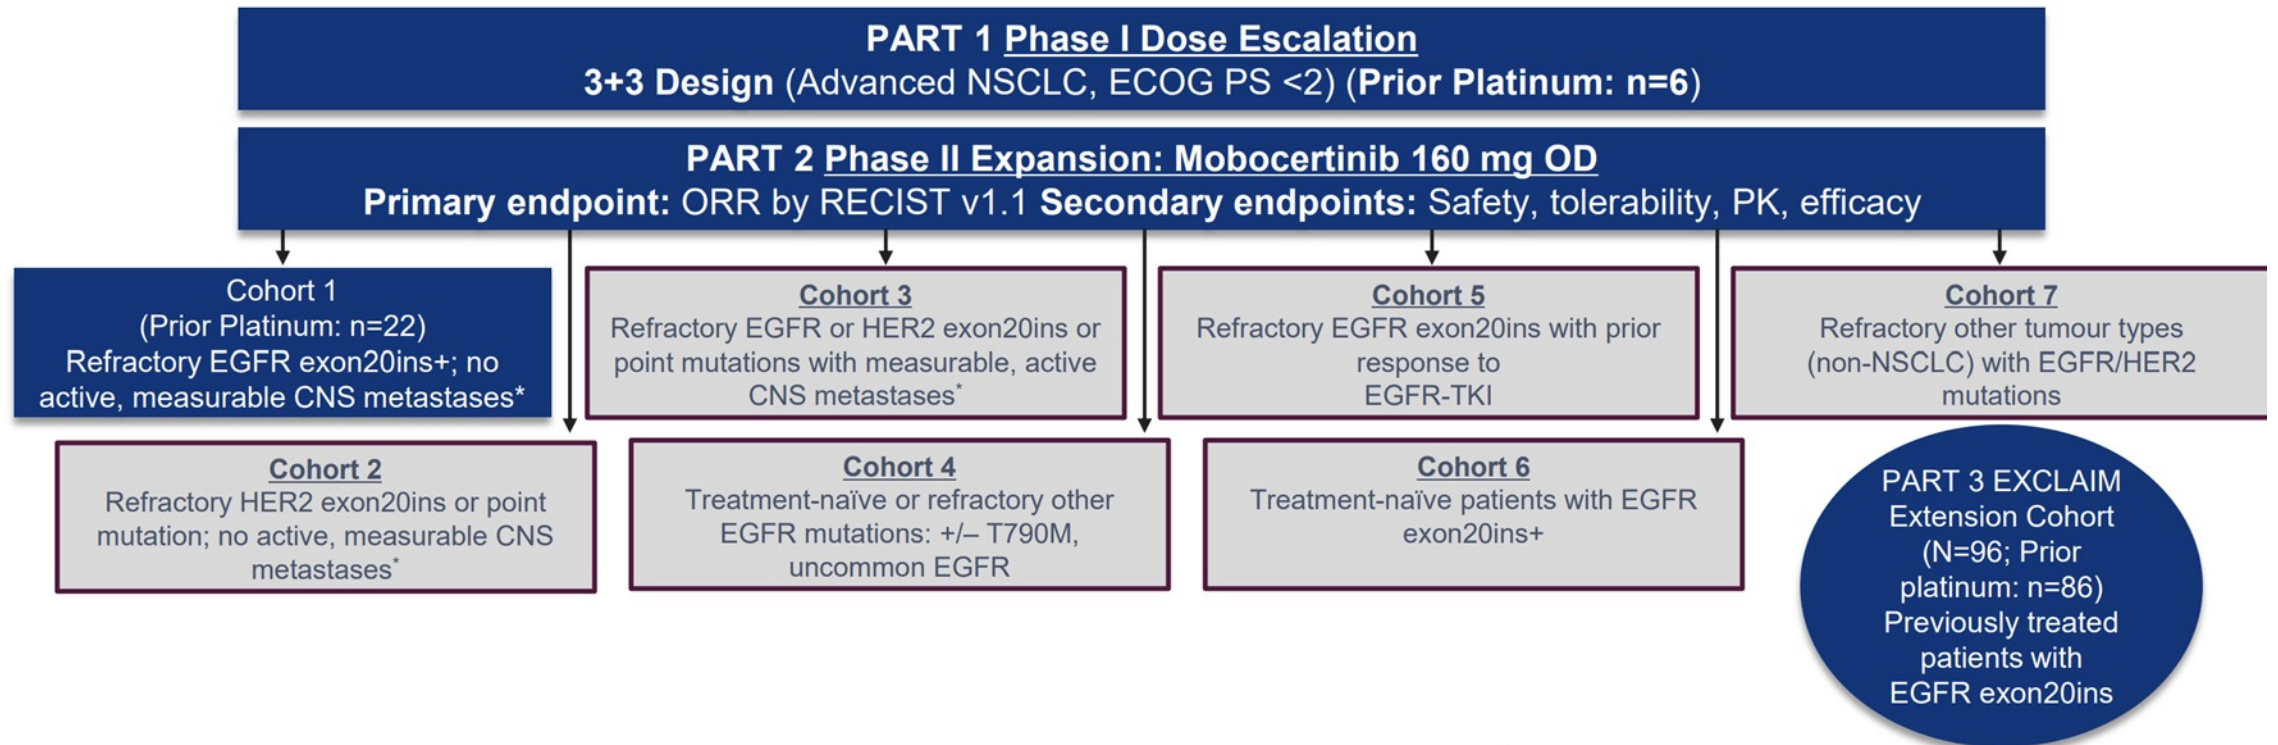 PART 1 Phase I Dose Escalation
3+3 Design (Advanced NSCLC, ECOG PS <2) (Prior Platinum: n=6)
PART 2 Phase II Expansion: Mobocertinib 160 mg OD
Primary endpoint: ORR by RECIST v1.1 Secondary endpoints: Safety, tolerability, PK, efficacy
Cohort 1
(Prior Platinum: n=22)
Refractory EGFR exon20ins+; no
active, measurable CNS metastases*
Cohort 2
Refractory HER2 exon20ins or point
mutation; no active, measurable CNS
metastases*
Cohort 3
Refractory EGFR or HER2 exon20ins or
point mutations with measurable, active
CNS metastases*
Cohort 4
Treatment-naïve or refractory other
EGFR mutations: +/– T790M,
uncommon EGFR
Cohort 5
Refractory EGFR exon20ins with prior
response to
EGFR-TKI
Cohort 6
Treatment-naïve patients with EGFR
exon20ins+
Cohort 7
Refractory other tumour types
(non-NSCLC) with EGFR/HER2
mutations
PART 3 EXCLAIM
Extension Cohort
(N=96; Prior
platinum: n=86)
Previously treated
patients with
EGFR exon20ins